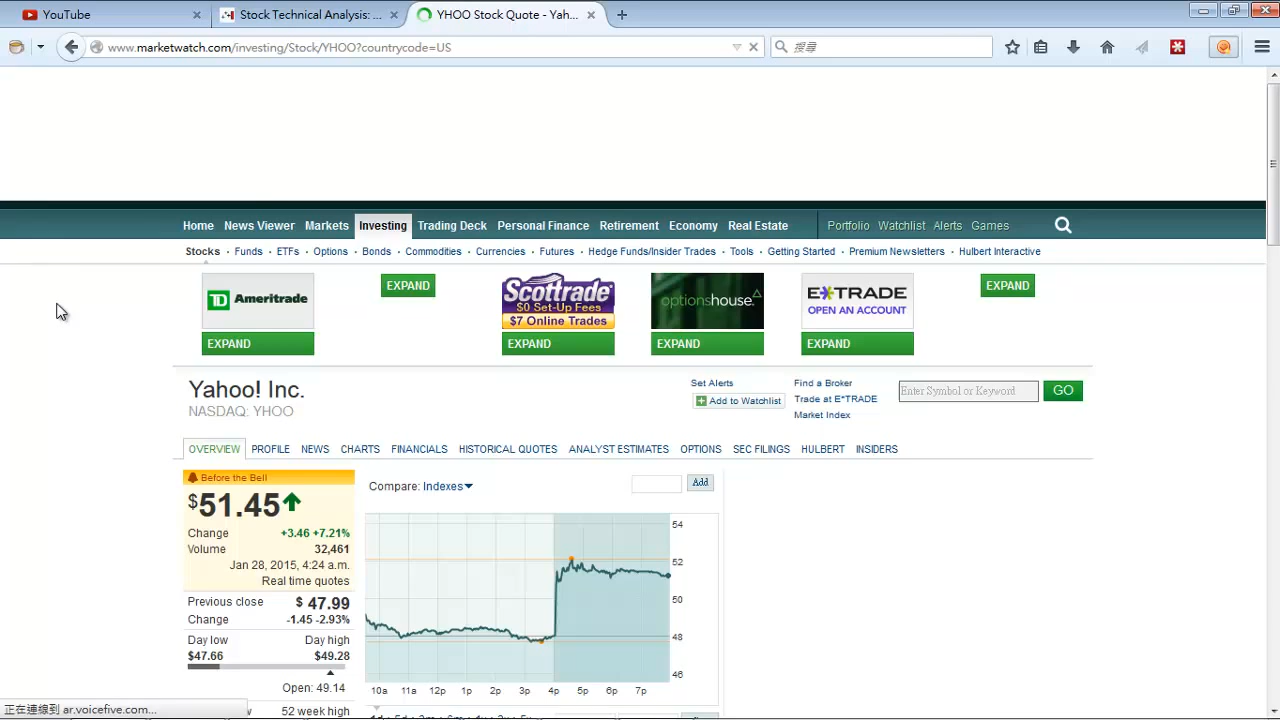 YouTube
Stock Technical Analysis: ...
YHOO Stock Quote - Yah...
www.marketwatch.com/investing/Stock/YHOO?countrycode=US
搜尋
Home News Viewer Markets Investing Trading Deck Personal Finance Retirement Economy Real Estate Portfolio Watchlist Alerts Games
Stocks Funds ETFs Options Bonds Commodities Currencies Futures Hedge Funds/Insider Trades Tools Getting Started Premium Newsletters Hulbert Interactive
TD Ameritrade
EXPAND
EXPAND
Scottrade
$0 Set-Up Fees
$7 Online Trades
EXPAND
optionshouse
EXPAND
E*TRADE
OPEN AN ACCOUNT
EXPAND
EXPAND
Yahoo! Inc.
NASDAQ: YHOO
Set Alerts
Add to Watchlist
Find a Broker
Trade at E*TRADE
Market Index
Enter Symbol or Keyword
GO
OVERVIEW PROFILE NEWS CHARTS FINANCIALS HISTORICAL QUOTES ANALYST ESTIMATES OPTIONS SEC FILINGS HULBERT INSIDERS
Before the Bell
$51.45
Change +3.46 +7.21%
Volume 32,461
Jan 28, 2015, 4:24 a.m.
Real time quotes
Previous close $ 47.99
Change -1.45 -2.93%
Day low Day high
$47.66 $49.28
Open: 49.14
52 week high
Compare: Indexes
Add
54
52
50
48
46
10a 11a 12p 1p 2p 3p 4p 5p 6p 7p
正在連線到 ar.voicefive.com...